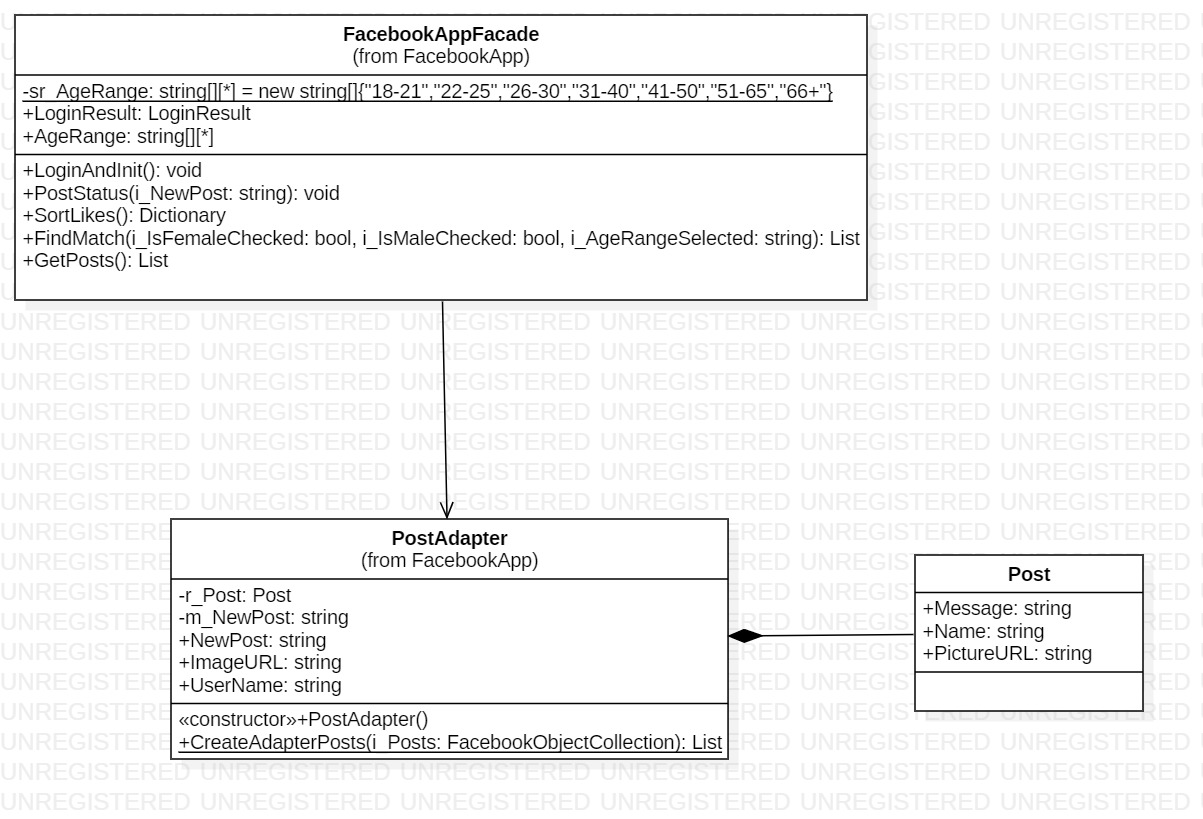 FacebookAppFacade
(from FacebookApp)
-sr_AgeRange: string[][*] = new string[]{"18-21","22-25","26-30","31-40","41-50","51-65","66+"}
+LoginResult: LoginResult
+AgeRange: string[][*]
+LoginAndInit(): void
+PostStatus(i_NewPost: string): void
+SortLikes(): Dictionary
+FindMatch(i_IsFemaleChecked: bool, i_IsMaleChecked: bool, i_AgeRangeSelected: string): List
+GetPosts(): List
PostAdapter
(from FacebookApp)
-r_Post: Post
-m_NewPost: string
+NewPost: string
+ImageURL: string
+UserName: string
«constructor»+PostAdapter()
+CreateAdapterPosts(i_Posts: FacebookObjectCollection): List
Post
+Message: string
+Name: string
+PictureURL: string
UNREGISTERED